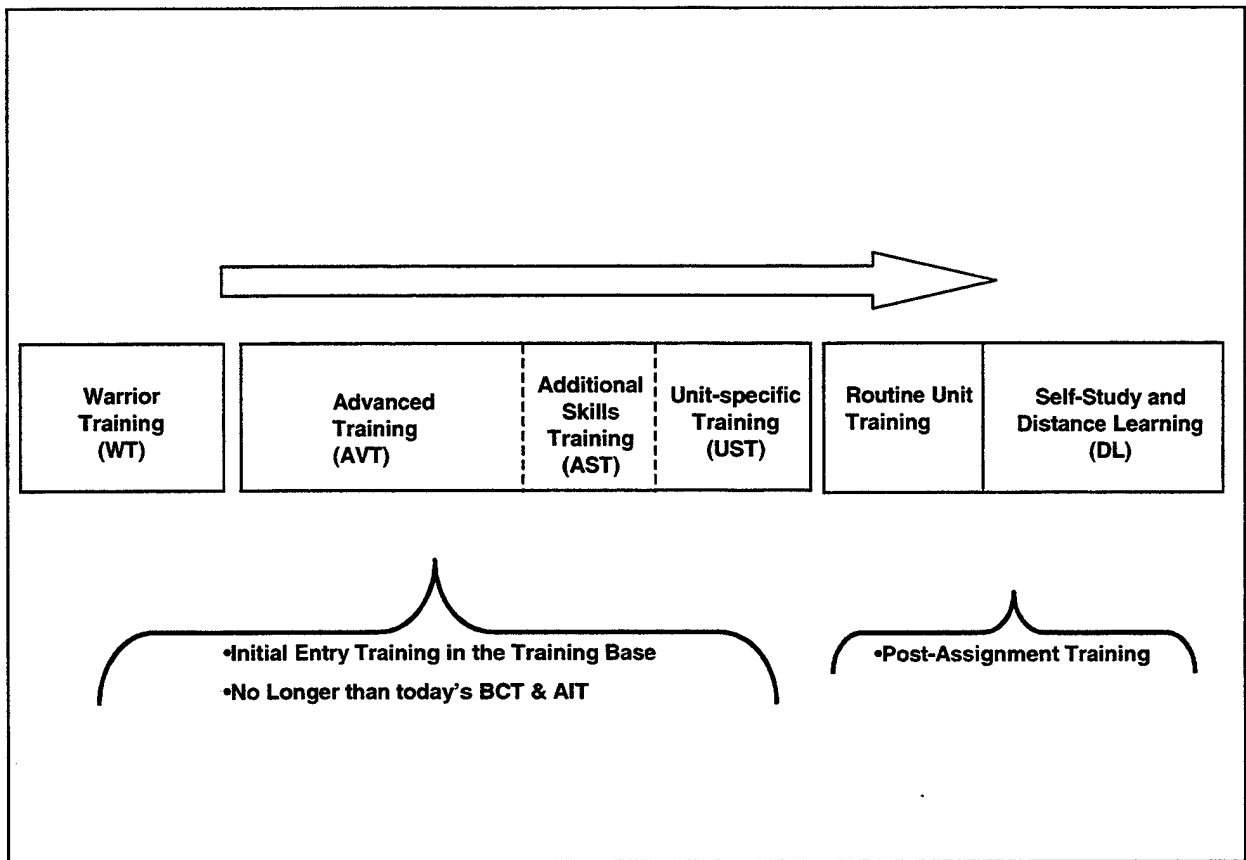 Warrior
Training
(WT)
Advanced
Training
(AVT)
Additional
Skills
Training
(AST)
Unit-specific
Training
(UST)
Routine Unit
Training
Self-Study and
Distance Learning
(DL)
•Initial Entry Training in the Training Base
•No Longer than today's BCT & AIT
•Post-Assignment Training